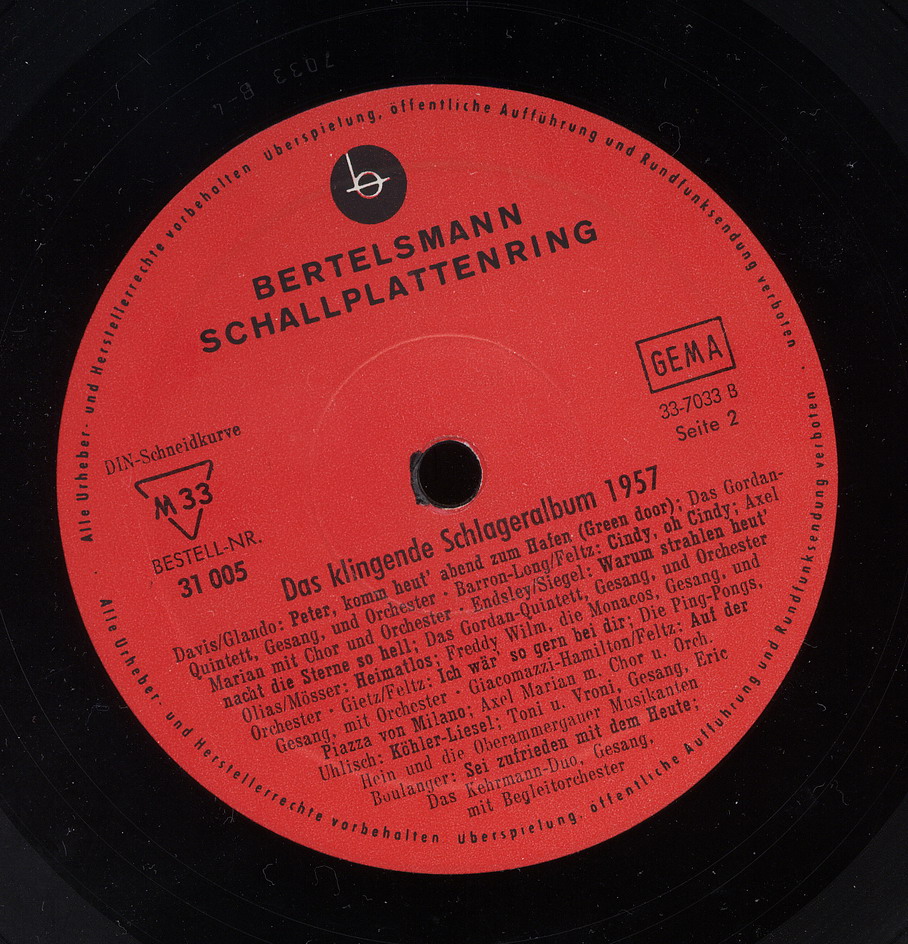 7033 B-4
Alle Urheber- und Herstellerrechte vorbehalten Überspielung, öffentliche Aufführung und Rundfunksendung verboten .
b
BERTELSMANN
SCHALLPLATTENRING
GEMA
33-7033 B
Seite 2
DIN-Schneidkurve
M 33
BESTELL-NR.
31 005
Das klingende Schlageralbum 1957
Davis/Glando: Peter, komm heut' abend zum Hafen (Green door); Das Gordan-
Quintett, Gesang, und Orchester · Barron-Long/Feltz: Cindy, oh Cindy; Axel
Marian mit Chor und Orchester · Endsley/Siegel: Warum strahlen heut'
nacht die Sterne so hell; Das Gordan-Quintett, Gesang, und Orchester
Olias/Mösser: Heimatlos; Freddy Wilm, die Monacos, Gesang, und
Orchester · Gietz/Feltz: Ich wär' so gern bei dir; Die Ping-Pongs,
Gesang, mit Orchester · Giacomazzi-Hamilton/Feltz: Auf der
Piazza von Milano; Axel Marian m. Chor u. Orch.
Uhlisch: Köhler-Liesel; Toni u. Vroni, Gesang, Eric
Hein und die Oberammergauer Musikanten
Boulanger: Sei zufrieden mit dem Heute;
Das Kehrmann-Duo, Gesang,
mit Begleitorchester
Alle Urheber- und Herstellerrechte vorbehalten Überspielung, öffentliche Aufführung und Rundfunksendung verboten .